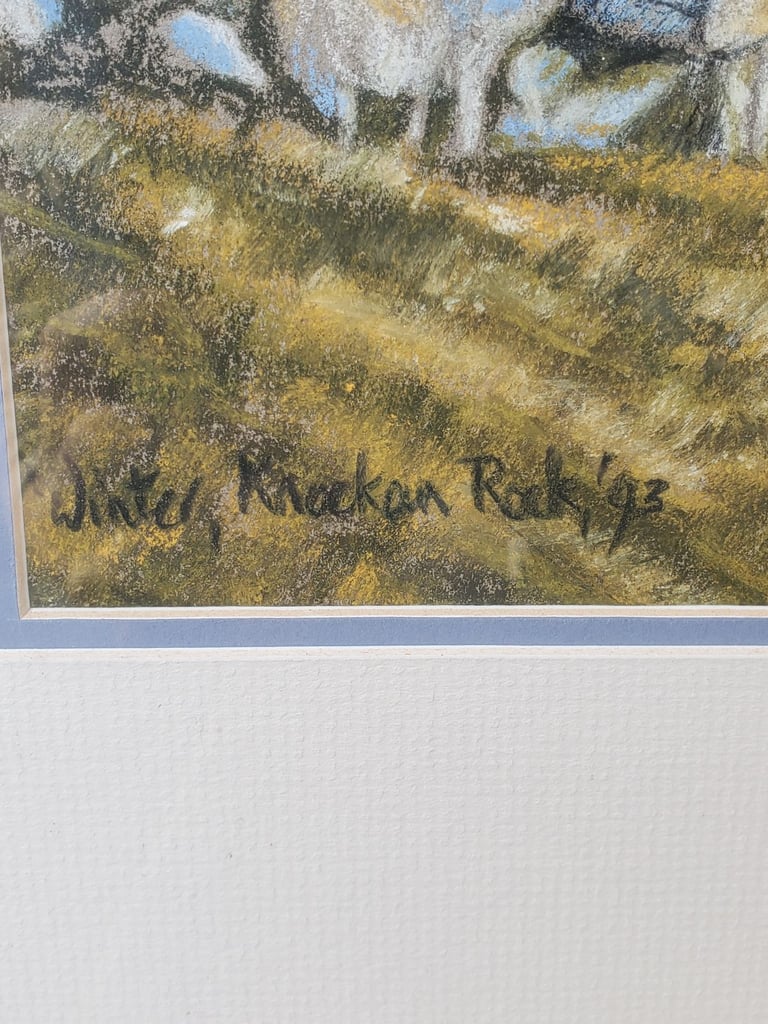 Winter, Knockan Rock, '93